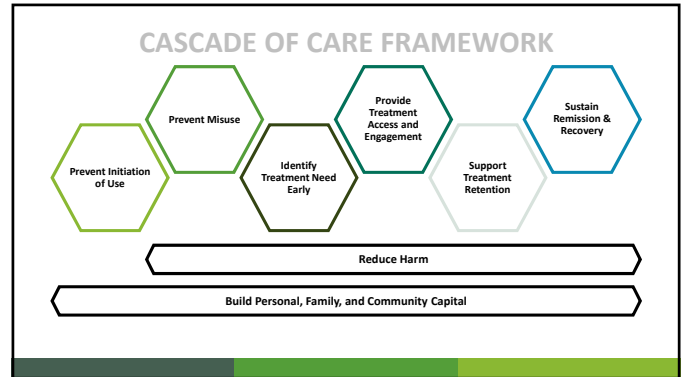 CASCADE OF CARE FRAMEWORK
Prevent Initiation
of Use
Prevent Misuse
Identify
Treatment Need
Early
Provide
Treatment
Access and
Engagement
Support
Treatment
Retention
Sustain
Remission &
Recovery
Reduce Harm
Build Personal, Family, and Community Capital